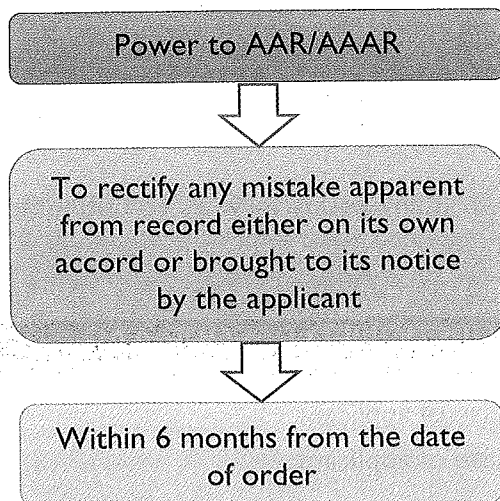 Power to AAR/AAAR
To rectify any mistake apparent
from record either on its own
accord or brought to its notice
by the applicant
Within 6 months from the date
of order